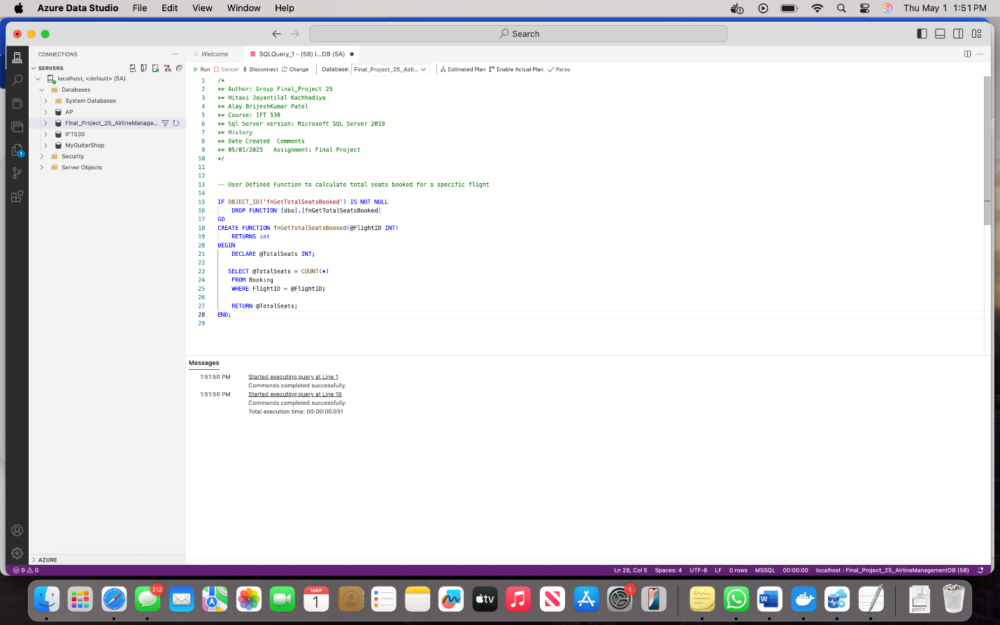 Azure Data Studio File Edit View Window Help Thu May 1 1:51 PM
Search
CONNECTIONS
Welcome
SQLQuery_1 - (58) l...DB (SA)
SERVERS
Run Cancel Disconnect Change Database: Final_Project_25_Airli... Estimated Plan Enable Actual Plan Parse
localhost, <default> (SA)
Databases
System Databases
AP
Final_Project_25_AirlineManage...
IFT530
MyGuitarShop
Security
Server Objects
1
1 /*
2 ** Author: Group Final_Project 25
3 ** Hitaxi Jayantilal Kachhadiya
4 ** Alay BrijeshKumar Patel
5 ** Course: IFT 530
6 ** Sql Server version: Microsoft SQL Server 2019
7 ** History
8 ** Date Created  Comments
9 ** 05/01/2025   Assignment: Final Project
10 */
11
12
13 -- User Defined Function to calculate total seats booked for a specific flight
14
15 IF OBJECT_ID('fnGetTotalSeatsBooked') IS NOT NULL
16     DROP FUNCTION [dbo].[fnGetTotalSeatsBooked]
17 GO
18 CREATE FUNCTION fnGetTotalSeatsBooked(@FlightID INT)
19     RETURNS int
20 BEGIN
21     DECLARE @TotalSeats INT;
22
23    SELECT @TotalSeats = COUNT(*)
24     FROM Booking
25     WHERE FlightID = @FlightID;
26
27     RETURN @TotalSeats;
28 END;
29
Messages
1:51:50 PM Started executing query at Line 1
Commands completed successfully.
1:51:50 PM Started executing query at Line 18
Commands completed successfully.
Total execution time: 00:00:00.031
AZURE
0 0 Ln 28, Col 5 Spaces: 4 UTF-8 LF 0 rows MSSQL 00:00:00 localhost : Final_Project_25_AirlineManagementDB (58)
212
MAY
1
tv
1
W
DOCX